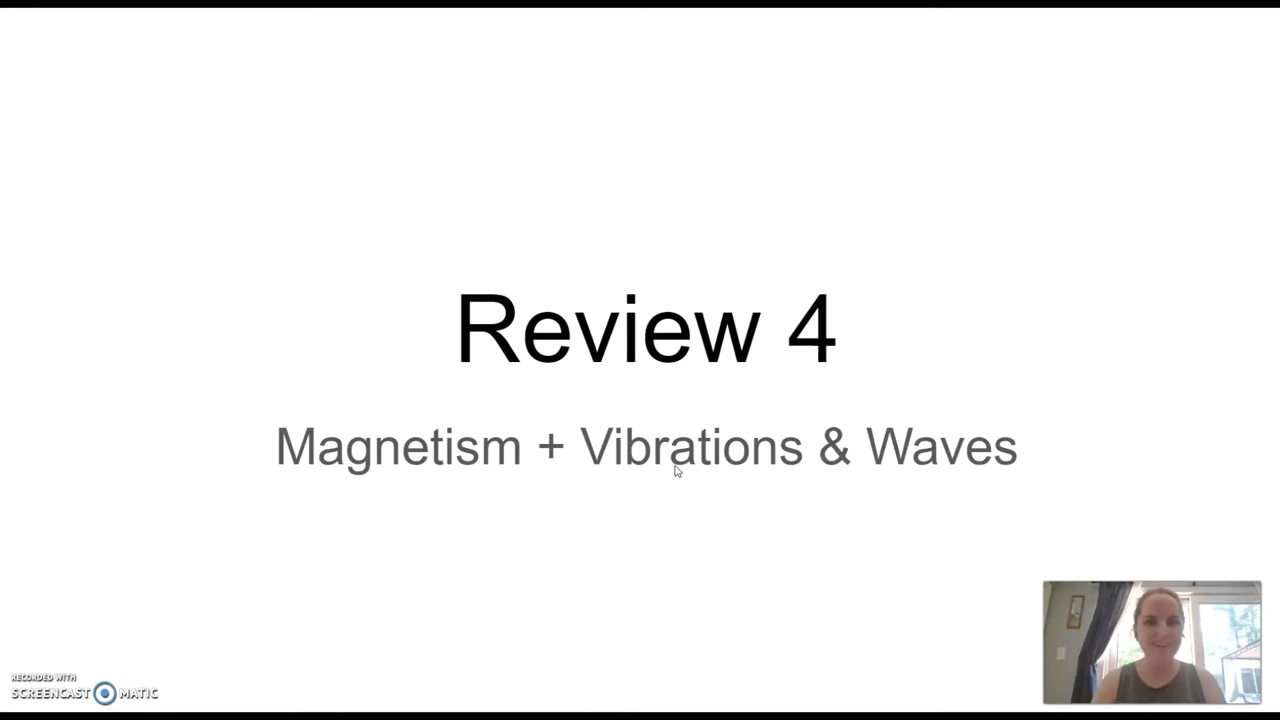 Review 4
Magnetism + Vibrations & Waves
RECORDED WITH
SCREENCAST MATIC